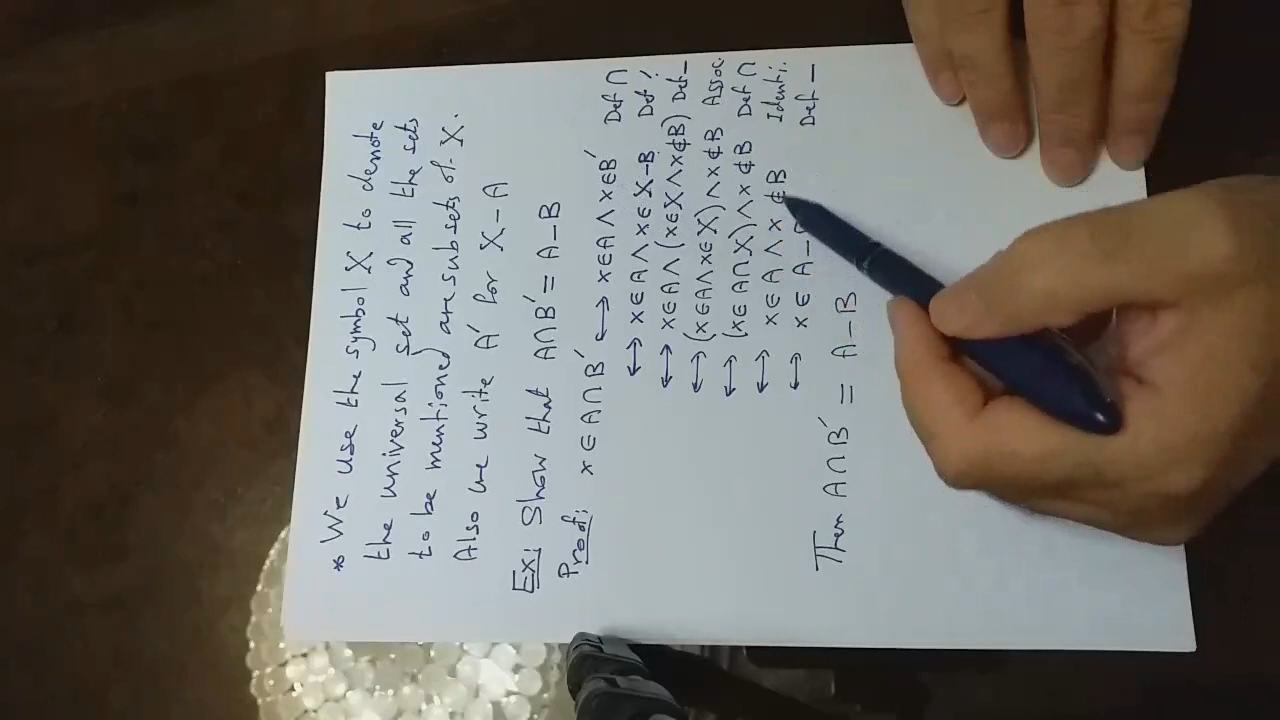 * We use the symbol X to denote
the universal set and all the sets
to be mentioned are subsets of X.
Also we write A' for X - A
Ex: Show that A∩B' = A-B
Proof: x∈A∩B' ↔ x∈A ∧ x∈B' Def ∩
↔ x∈A ∧ x∈X-B Def '
↔ x∈A ∧ (x∈X ∧ x∉B) Def -
↔ (x∈A ∧ x∈X) ∧ x∉B Assoc.
↔ (x∈A∩X) ∧ x∉B Def ∩
↔ x∈A ∧ x∉B Identi.
↔ x∈A- Def -
Then A∩B' = A-B